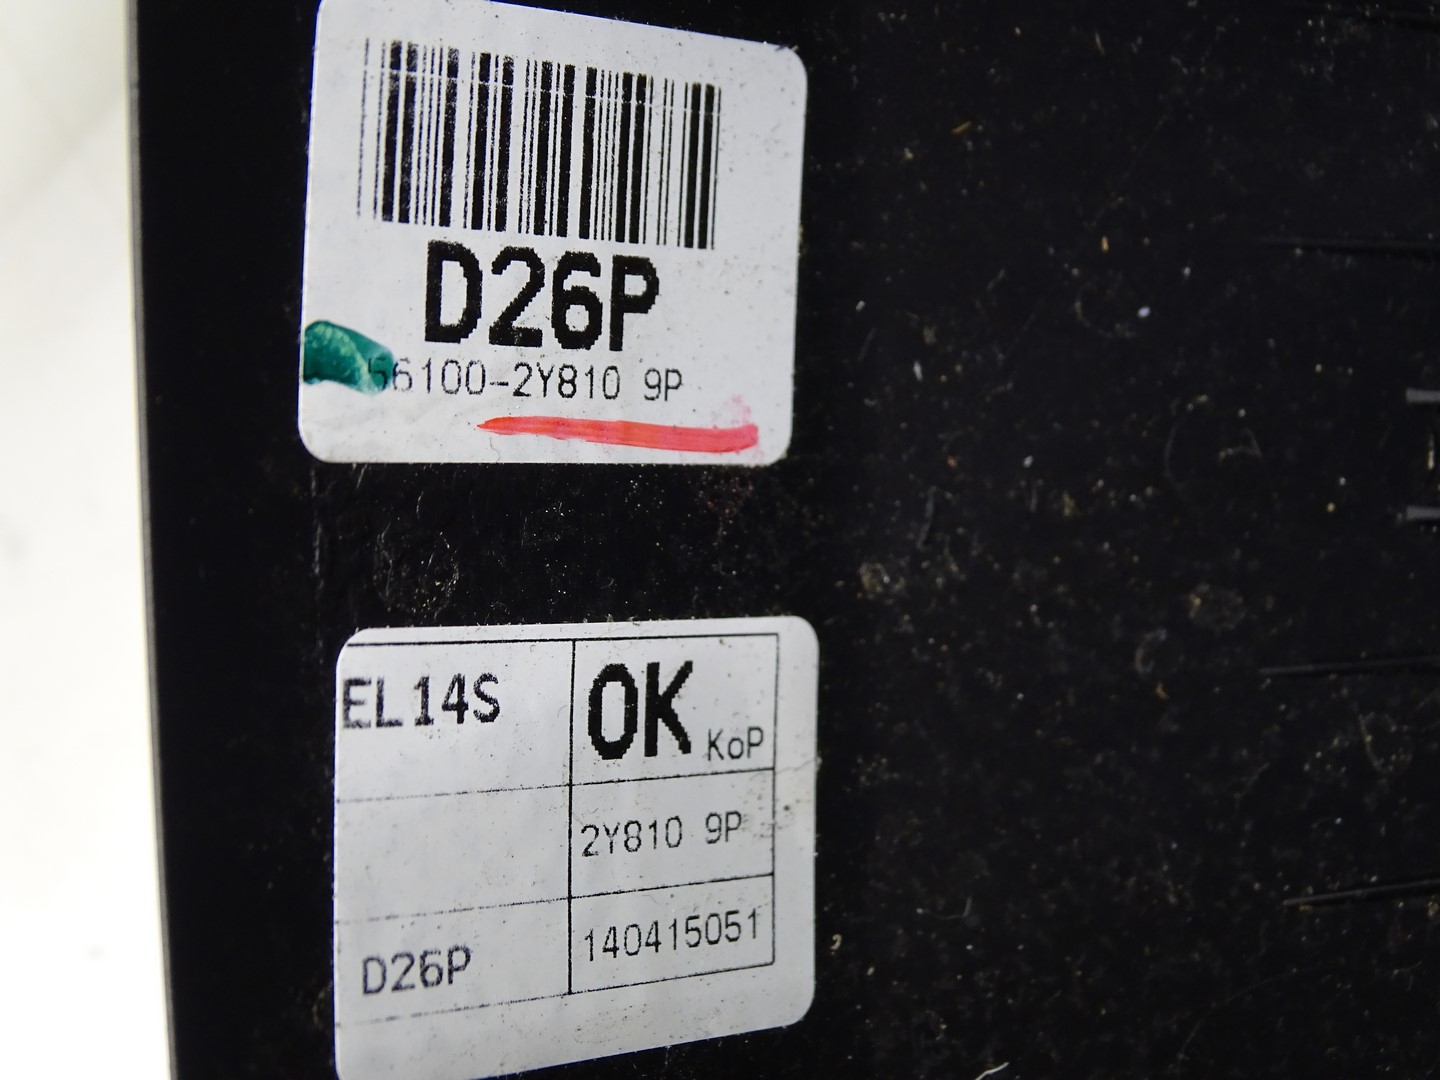 D26P
56100-2Y810 9P
EL14S
OK KoP
2Y810 9P
D26P
140415051